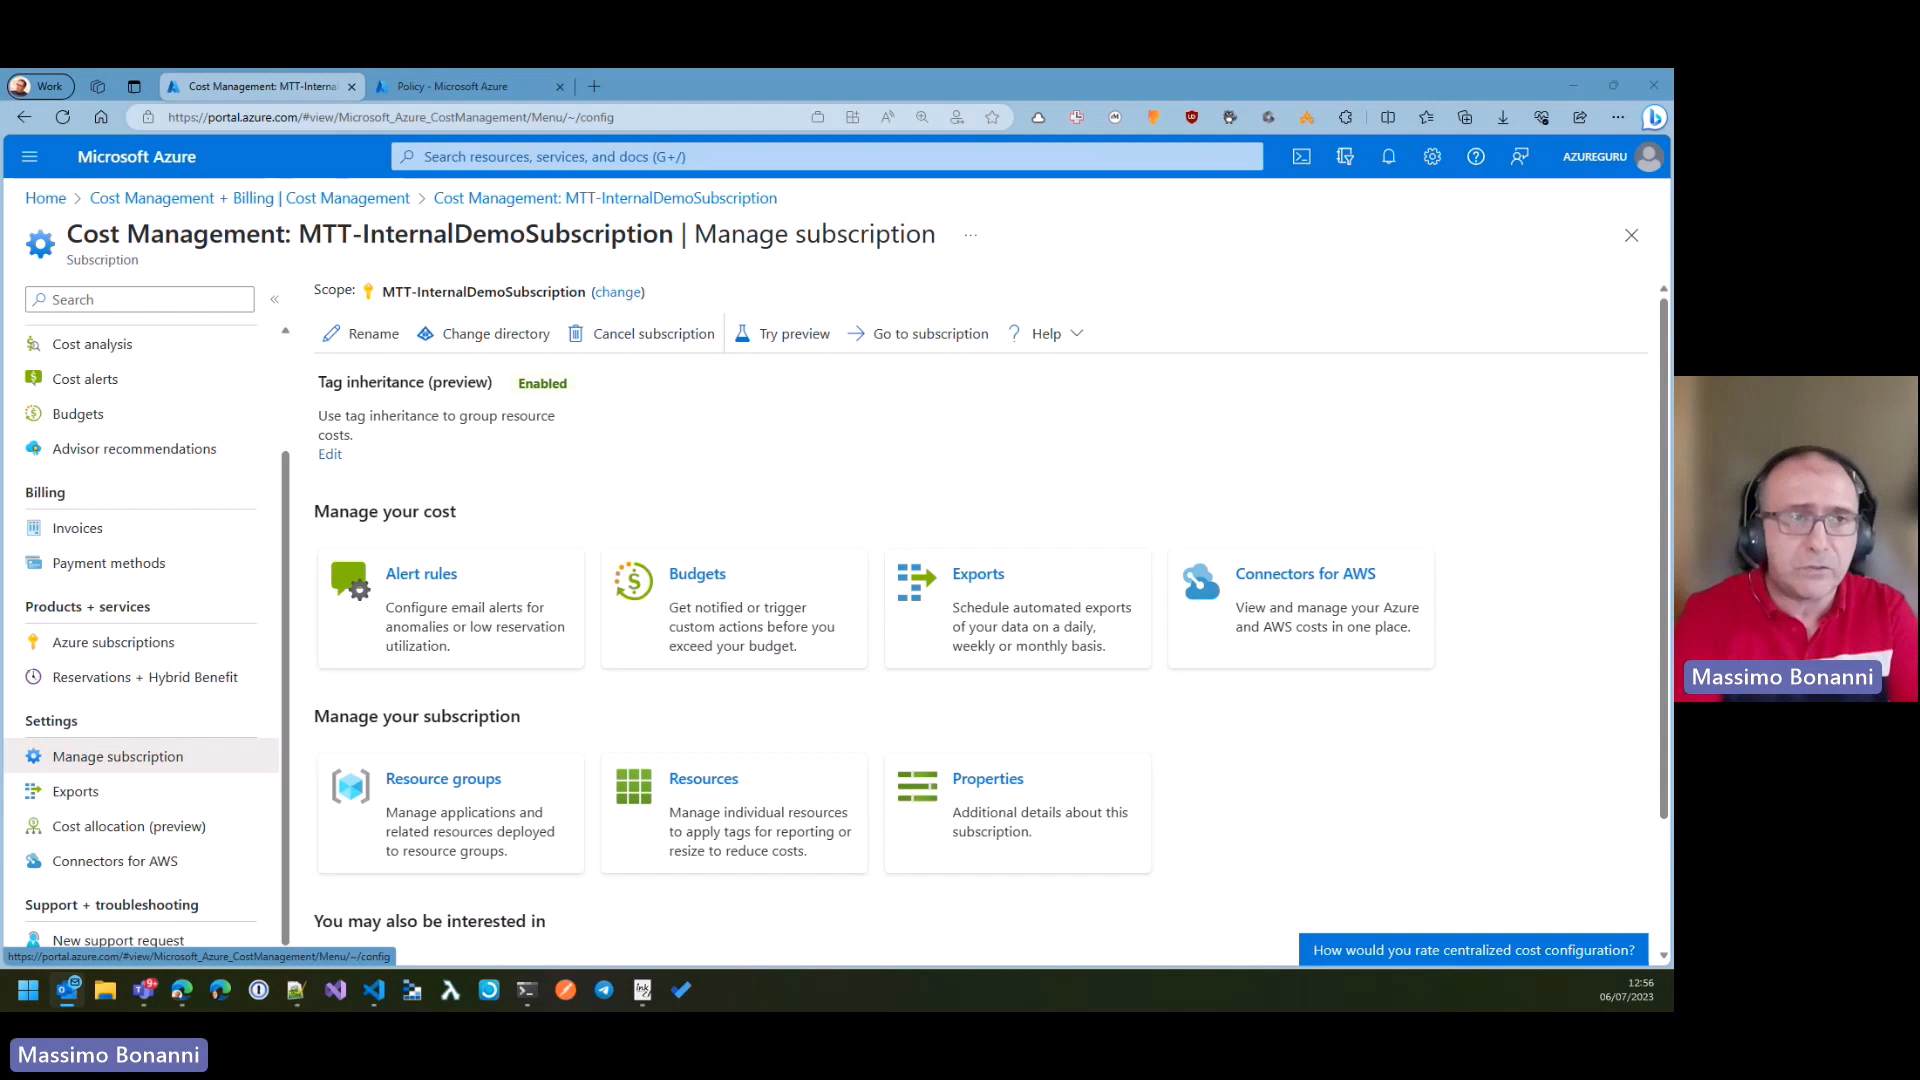 Work
Cost Management: MTT-Interna
Policy - Microsoft Azure
https://portal.azure.com/#view/Microsoft_Azure_CostManagement/Menu/~/config
Microsoft Azure
Search resources, services, and docs (G+/)
AZUREGURU
Home > Cost Management + Billing | Cost Management > Cost Management: MTT-InternalDemoSubscription
Cost Management: MTT-InternalDemoSubscription | Manage subscription ...
Subscription
Search
Cost analysis
Cost alerts
Budgets
Advisor recommendations
Billing
Invoices
Payment methods
Products + services
Azure subscriptions
Reservations + Hybrid Benefit
Settings
Manage subscription
Exports
Cost allocation (preview)
Connectors for AWS
Support + troubleshooting
New support request
https://portal.azure.com/#view/Microsoft_Azure_CostManagement/Menu/~/config
Scope: MTT-InternalDemoSubscription (change)
Rename
Change directory
Cancel subscription
Try preview
Go to subscription
Help
Tag inheritance (preview)
Enabled
Use tag inheritance to group resource
costs.
Edit
Manage your cost
Alert rules
Configure email alerts for
anomalies or low reservation
utilization.
Budgets
Get notified or trigger
custom actions before you
exceed your budget.
Exports
Schedule automated exports
of your data on a daily,
weekly or monthly basis.
Connectors for AWS
View and manage your Azure
and AWS costs in one place.
Manage your subscription
Resource groups
Manage applications and
related resources deployed
to resource groups.
Resources
Manage individual resources
to apply tags for reporting or
resize to reduce costs.
Properties
Additional details about this
subscription.
You may also be interested in
How would you rate centralized cost configuration?
12:56
06/07/2023
Massimo Bonanni
Massimo Bonanni